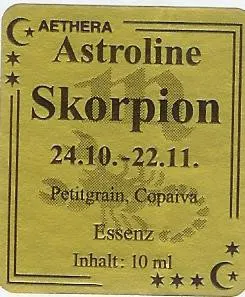 AETHERA
Astroline
Skorpion
24.10.-22.11.
Petitgrain, Copaiva
Essenz
Inhalt: 10 ml